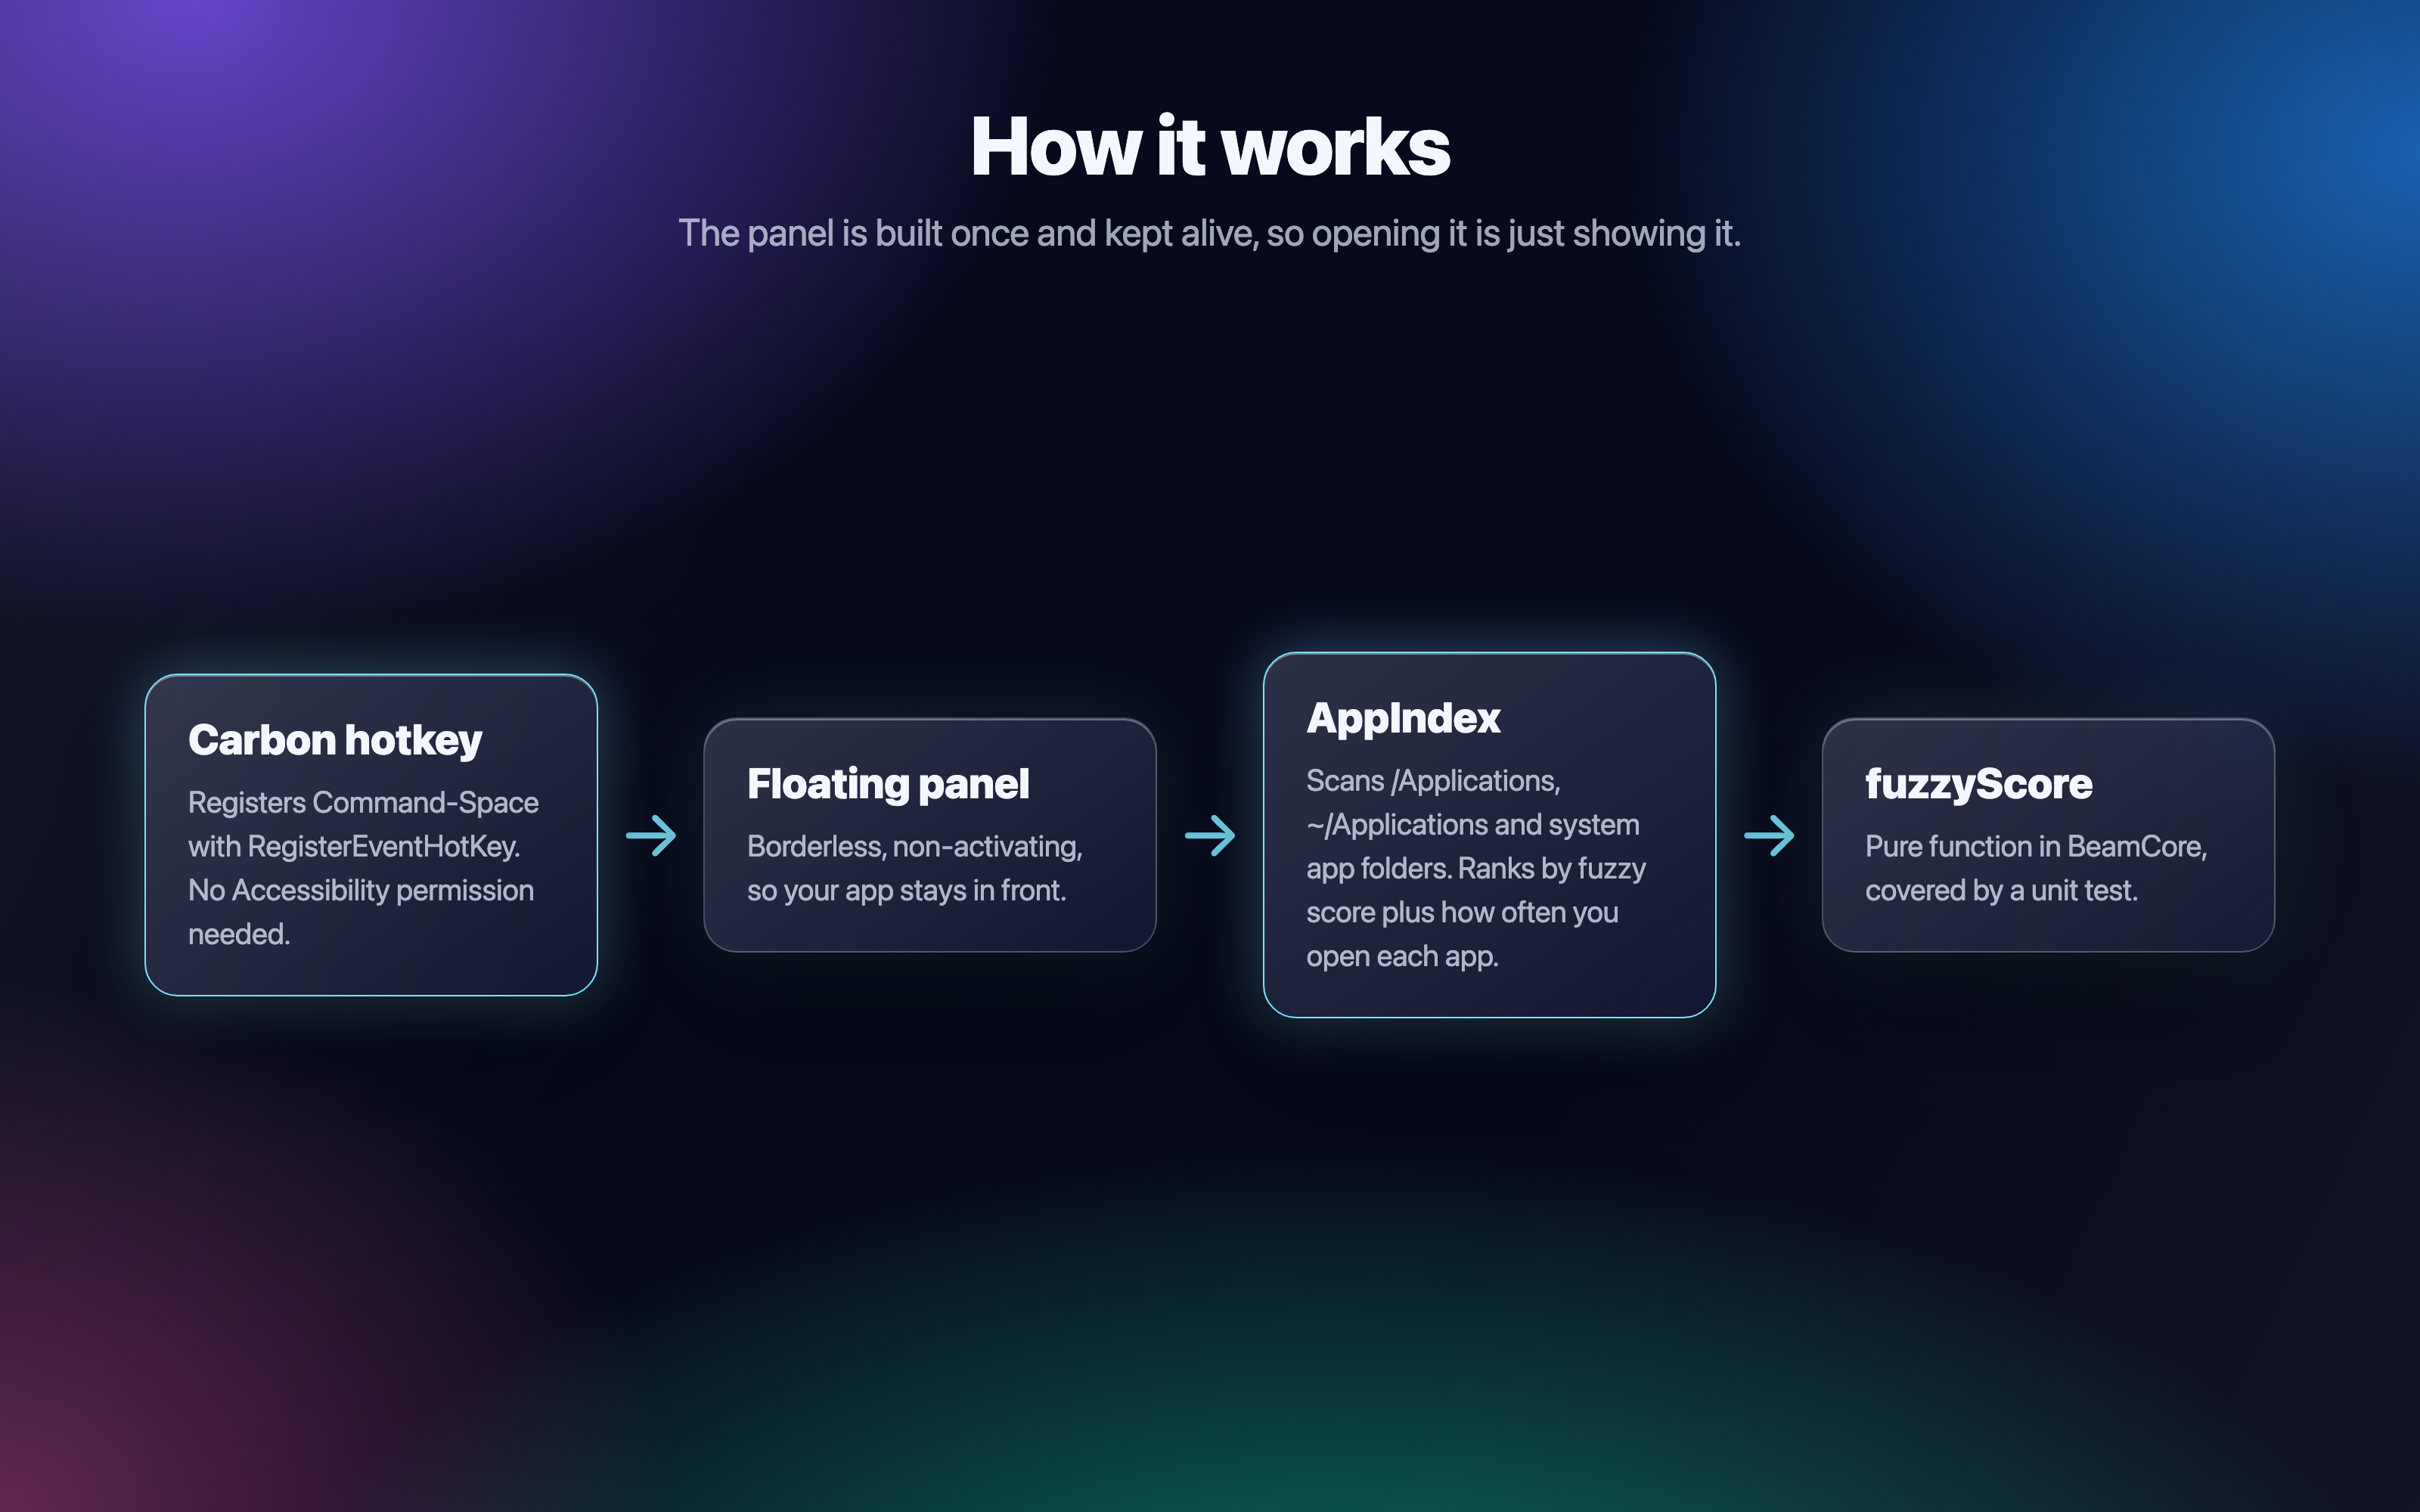 How it works
The panel is built once and kept alive, so opening it is just showing it.
Carbon hotkey
Registers Command-Space
with RegisterEventHotKey.
No Accessibility permission
needed.
Floating panel
Borderless, non-activating,
so your app stays in front.
AppIndex
Scans /Applications,
~/Applications and system
app folders. Ranks by fuzzy
score plus how often you
open each app.
fuzzyScore
Pure function in BeamCore,
covered by a unit test.